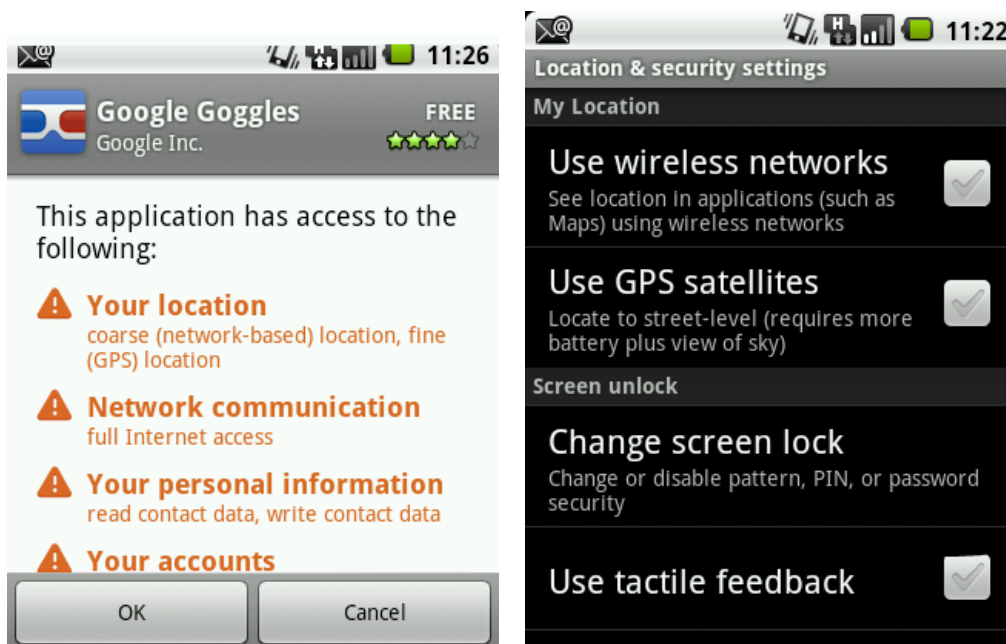 11:26
Google Goggles
FREE
Google Inc.
This application has access to the
following:
Your location
coarse (network-based) location, fine
(GPS) location
Network communication
full Internet access
Your personal information
read contact data, write contact data
Your accounts
OK
Cancel
H
11:22
Location & security settings
My Location
Use wireless networks
See location in applications (such as
Maps) using wireless networks
Use GPS satellites
Locate to street-level (requires more
battery plus view of sky)
Screen unlock
Change screen lock
Change or disable pattern, PIN, or password
security
Use tactile feedback